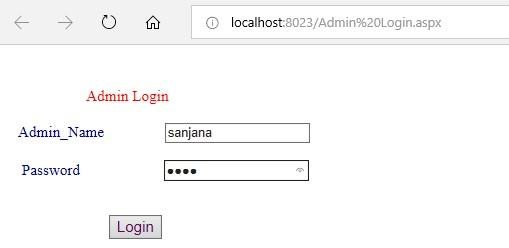 localhost:8023/Admin%20Login.aspx
Admin Login
Admin_Name sanjana
Password ●●●●
Login